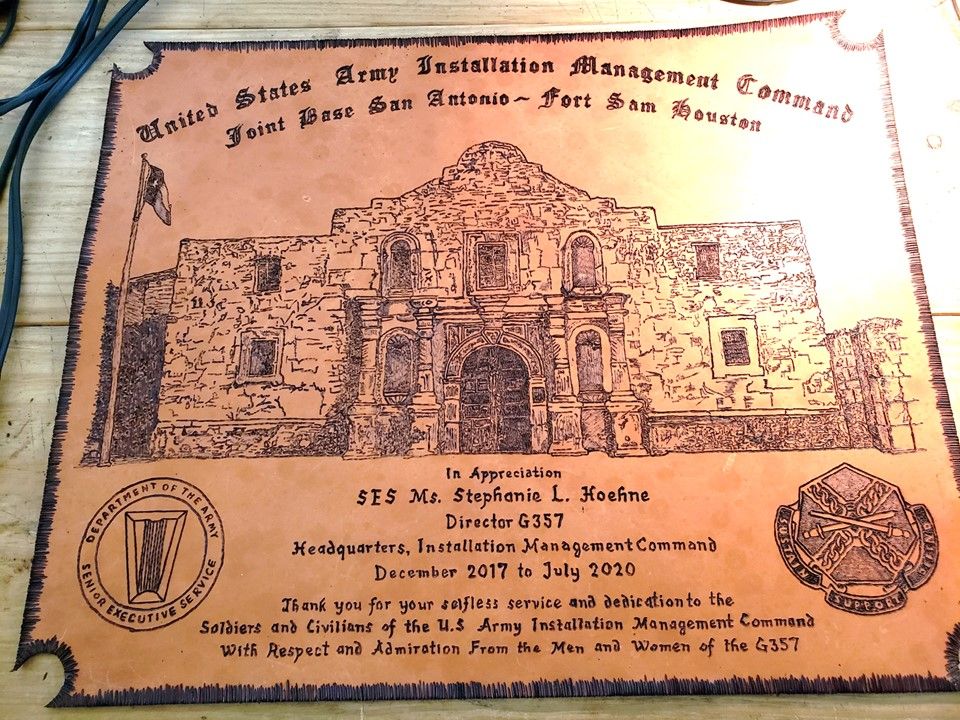 United States Army Installation Management Command
Joint Base San Antonio ~ Fort Sam Houston
In Appreciation
SES Ms. Stephanie L. Hoehne
Director G357
Headquarters, Installation Management Command
December 2017 to July 2020
Thank you for your selfless service and dedication to the
Soldiers and Civilians of the U.S Army Installation Management Command
With Respect and Admiration From the Men and Women of the G357
DEPARTMENT OF THE ARMY
SENIOR EXECUTIVE SERVICE
SUSTAIN
SUPPORT
DEFEND